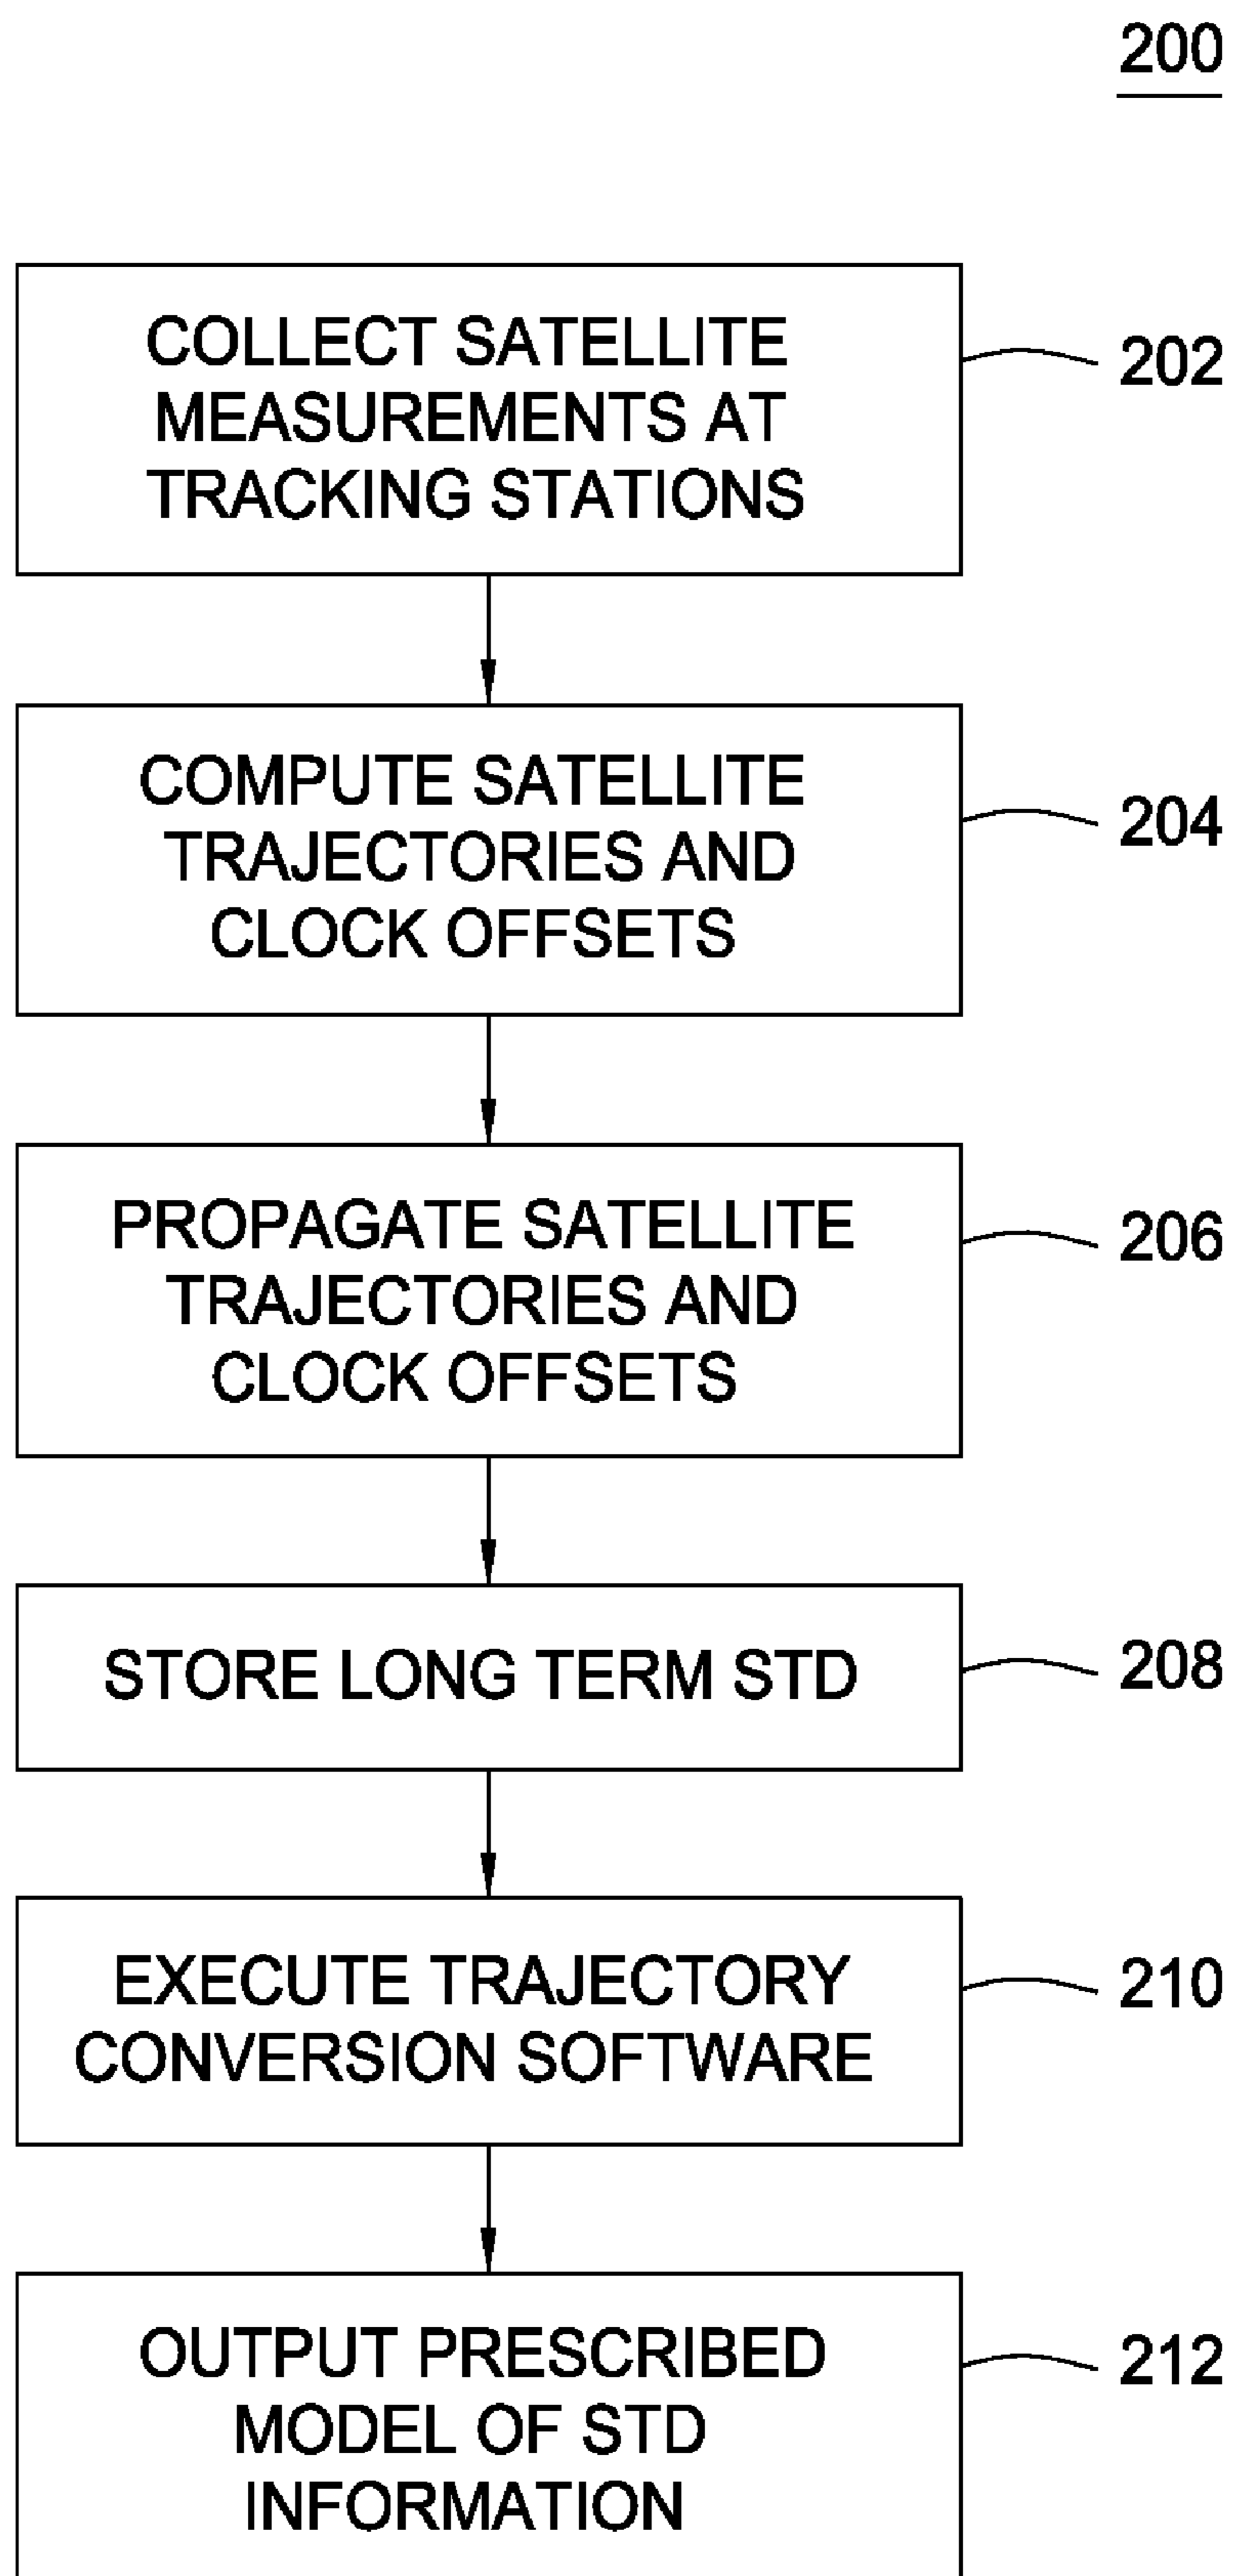 200
COLLECT SATELLITE
MEASUREMENTS AT
TRACKING STATIONS
202
COMPUTE SATELLITE
TRAJECTORIES AND
CLOCK OFFSETS
204
PROPAGATE SATELLITE
TRAJECTORIES AND
CLOCK OFFSETS
206
STORE LONG TERM STD
208
EXECUTE TRAJECTORY
CONVERSION SOFTWARE
210
OUTPUT PRESCRIBED
MODEL OF STD
INFORMATION
212